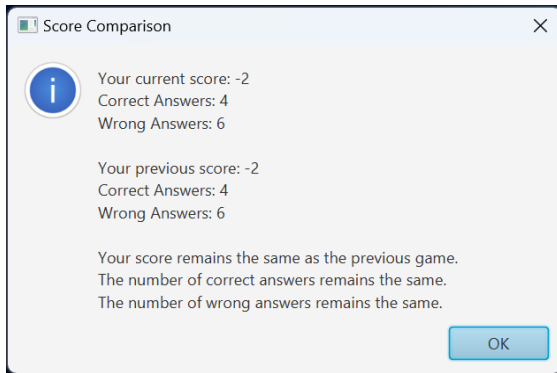 Score Comparison
Your current score: -2
Correct Answers: 4
Wrong Answers: 6
Your previous score: -2
Correct Answers: 4
Wrong Answers: 6
Your score remains the same as the previous game.
The number of correct answers remains the same.
The number of wrong answers remains the same.
OK